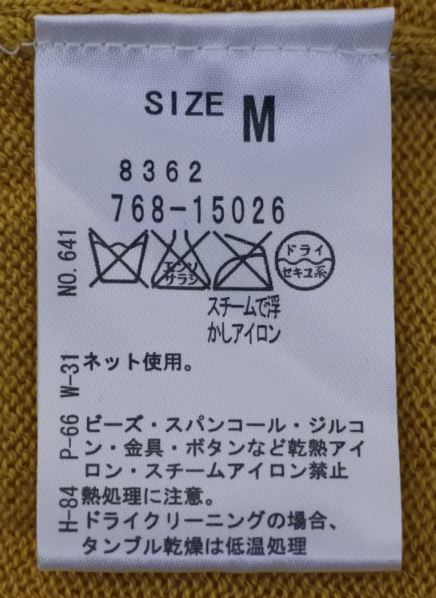 SIZE M
8362
768-15026
エンソ
サラシ
ドライ
セキユ系
スチームで浮
かしアイロン
ネット使用。
ビーズ・スパンコール・ジルコ
ン・金具・ボタンなど乾熱アイ
ロン・スチームアイロン禁止
熱処理に注意。
ドライクリーニングの場合、
タンブル乾燥は低温処理
H-84 P-66 W-31 NO. 641